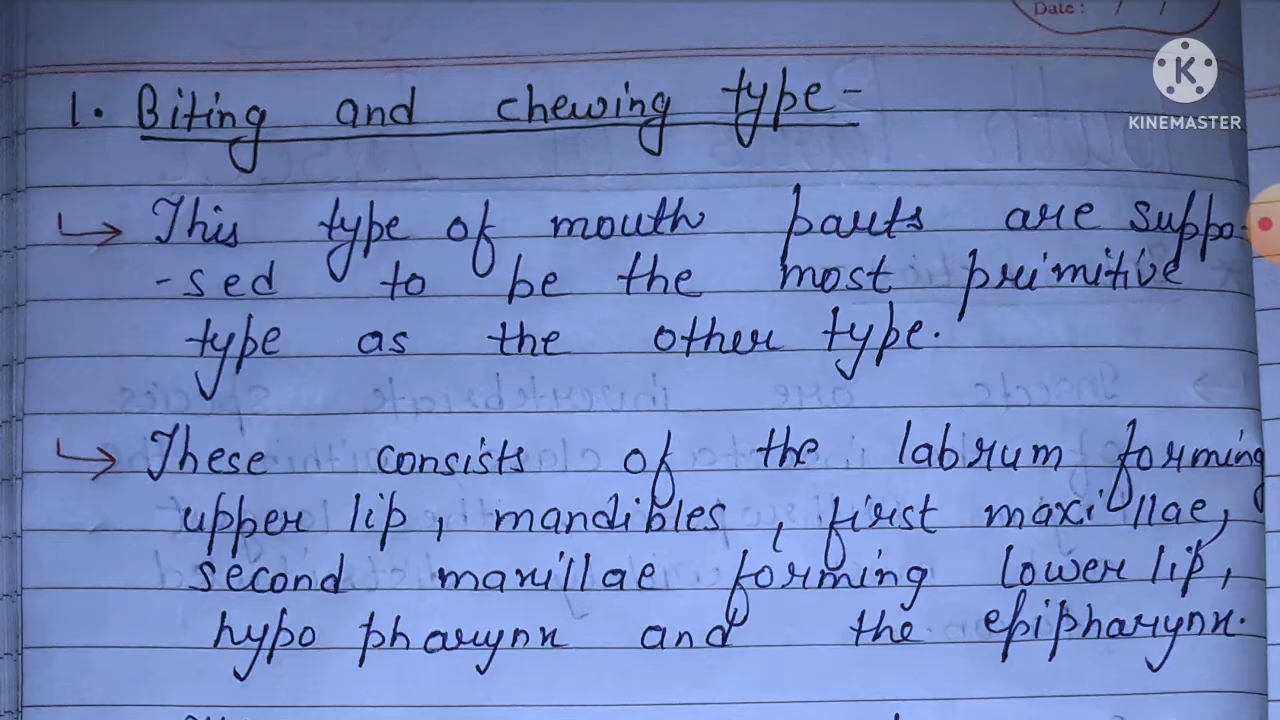 Date : / /
KINEMASTER
1. Biting and chewing type -
↳ This type of mouth parts are suppo-
-sed to be the most primitive
type as the other type.
↳ These consists of the labrum forming
upper lip, mandibles, first maxillae,
second maxillae forming lower lip,
hypo pharynx and the epipharynx.